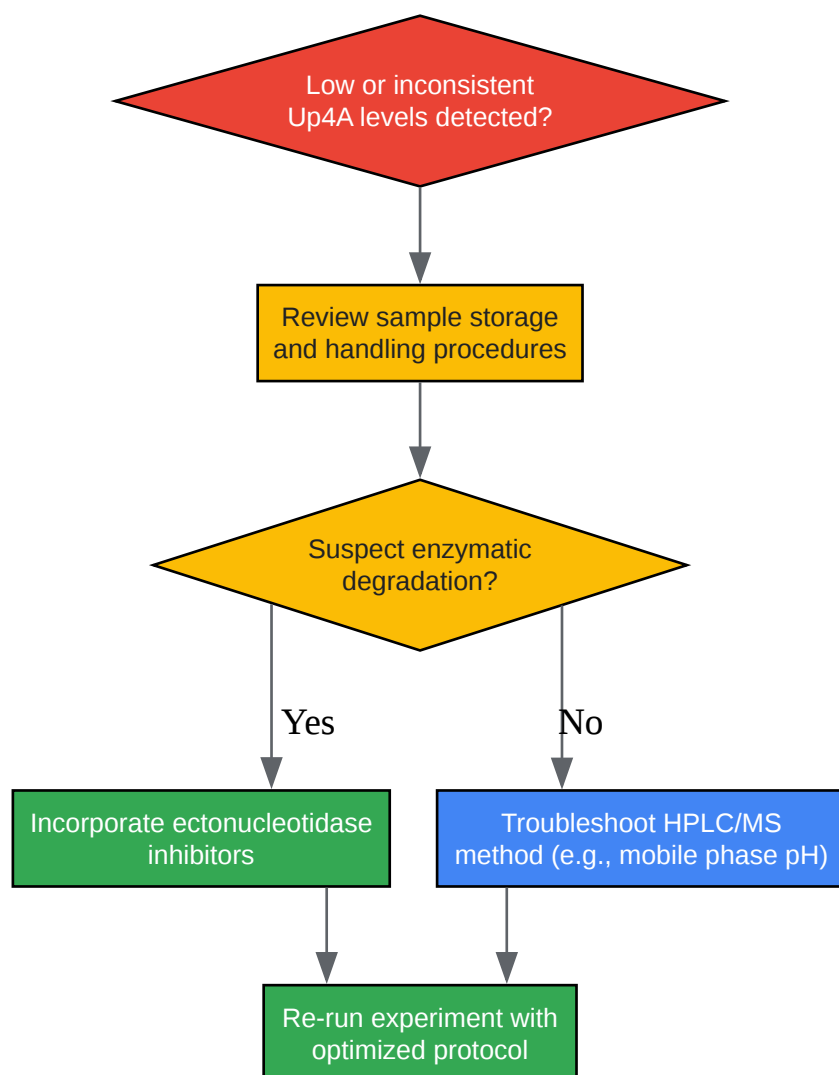 Low or inconsistent
Up4A levels detected?
Review sample storage
and handling procedures
Suspect enzymatic
degradation?
Yes
No
Incorporate ectonucleotidase
inhibitors
Troubleshoot HPLC/MS
method (e.g., mobile phase pH)
Re-run experiment with
optimized protocol